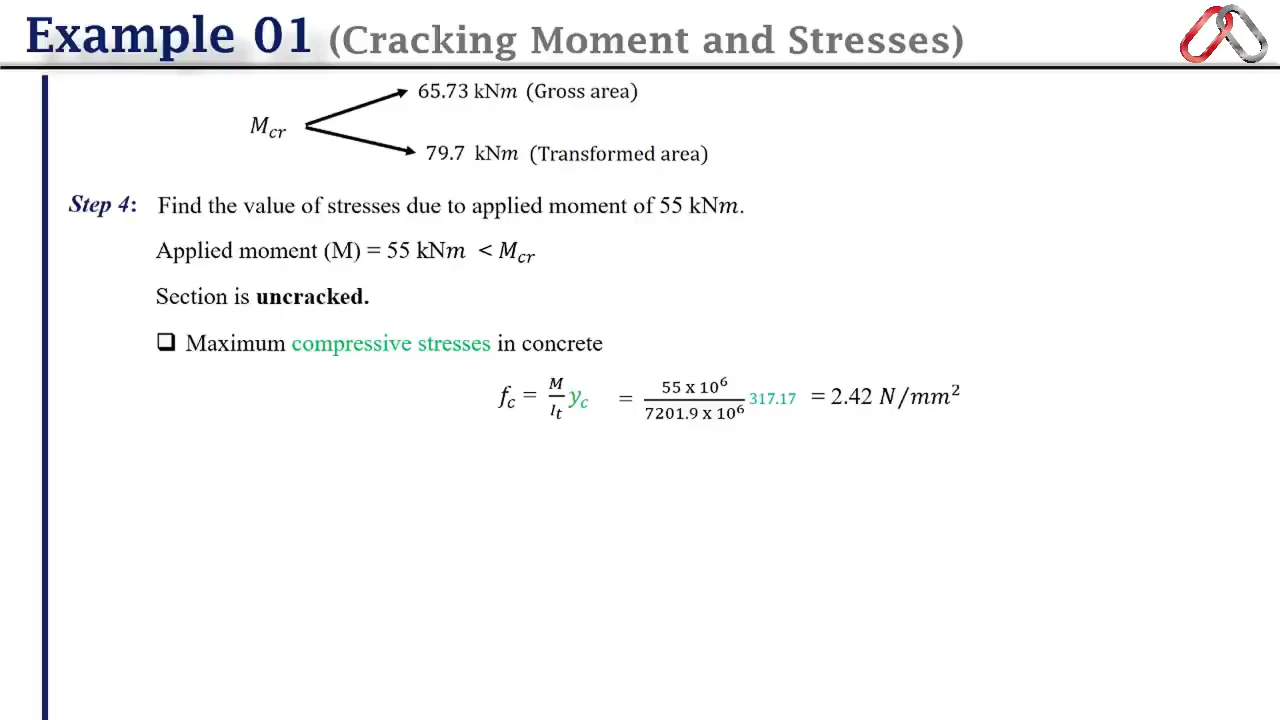 Example 01 (Cracking Moment and Stresses)
65.73 kNm (Gross area)
M_cr
79.7 kNm (Transformed area)
Step 4: Find the value of stresses due to applied moment of 55 kNm.
Applied moment (M) = 55 kNm < M_cr
Section is uncracked.
❑ Maximum compressive stresses in concrete
f_c = M/I_t y_c = 55 x 10^6 / 7201.9 x 10^6 317.17 = 2.42 N/mm^2